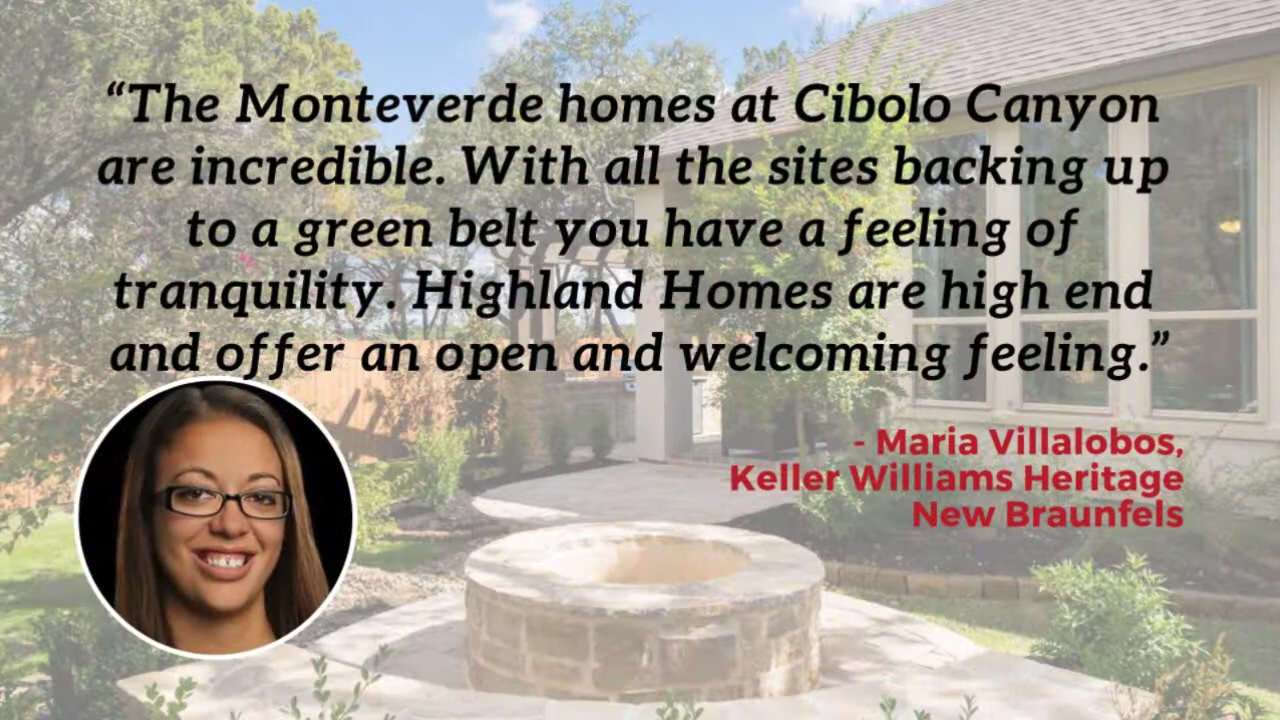 “The Monteverde homes at Cibolo Canyon
are incredible. With all the sites backing up
to a green belt you have a feeling of
tranquility. Highland Homes are high end
and offer an open and welcoming feeling.”
- Maria Villalobos,
Keller Williams Heritage
New Braunfels